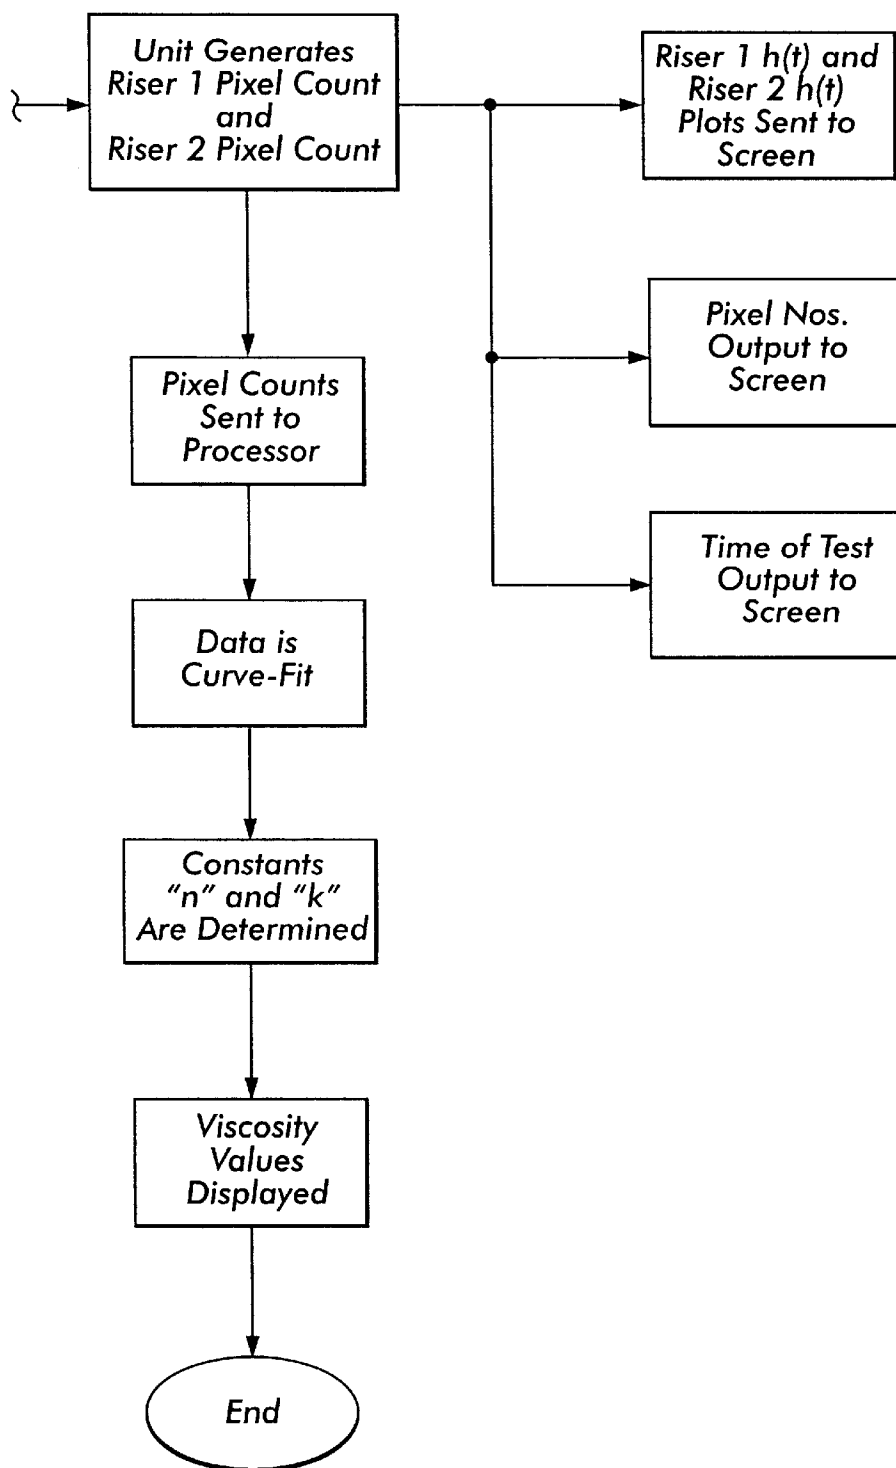 Unit Generates
Riser 1 Pixel Count
and
Riser 2 Pixel Count
Riser 1 h(t) and
Riser 2 h(t)
Plots Sent to
Screen
Pixel Nos.
Output to
Screen
Pixel Counts
Sent to
Processor
Time of Test
Output to
Screen
Data is
Curve-Fit
Constants
“n” and “k”
Are Determined
Viscosity
Values
Displayed
End